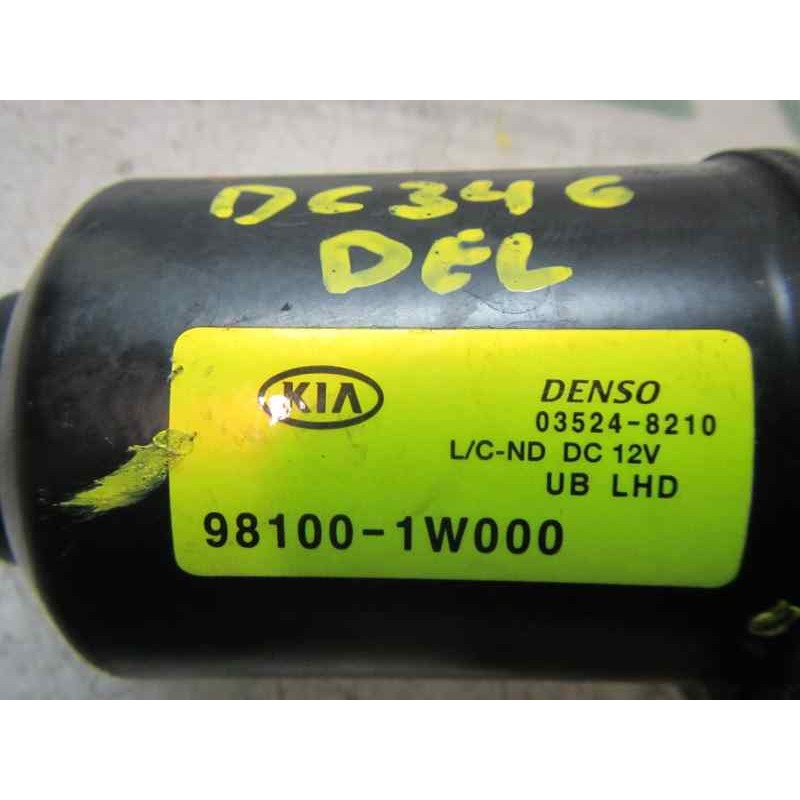 DC346
DEL
KIA
DENSO
03524-8210
L/C-ND DC 12V
UB LHD
98100-1W000